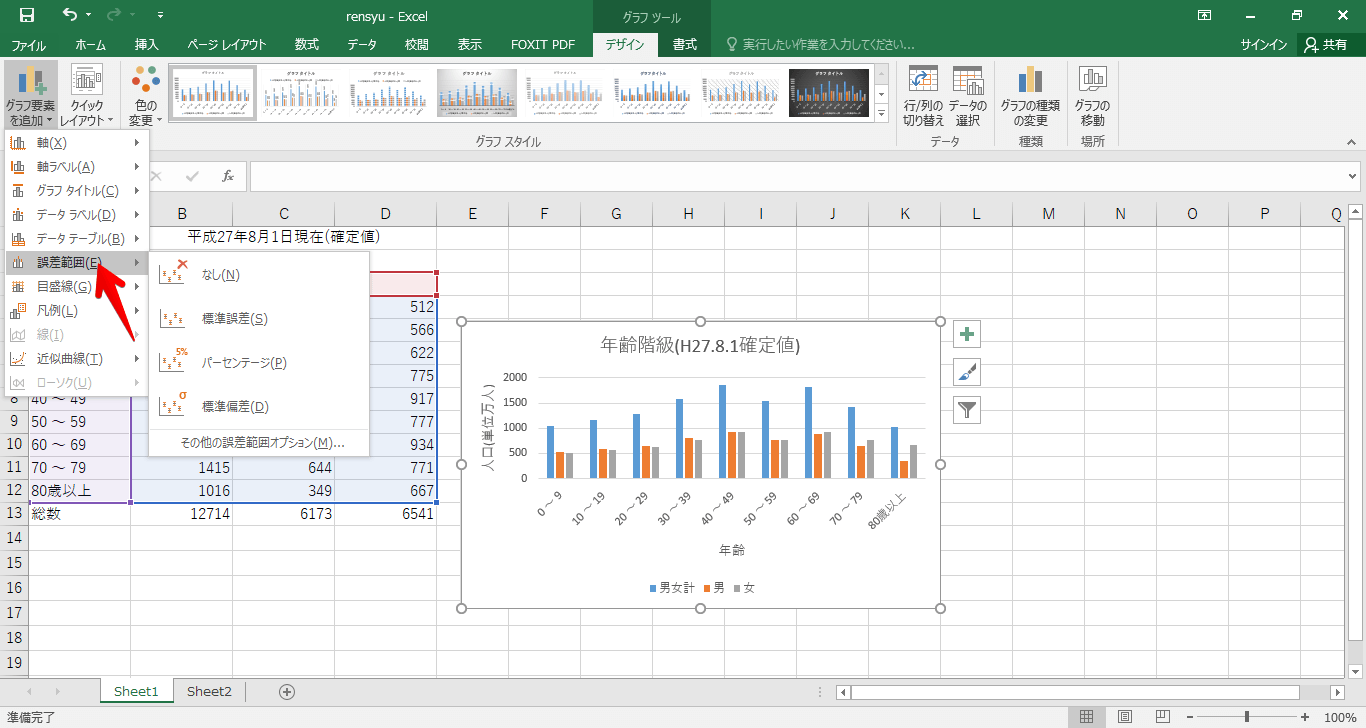 rensyu - Excel
グラフ ツール
ファイル ホーム 挿入 ページ レイアウト 数式 データ 校閲 表示 FOXIT PDF デザイン 書式 実行したい作業を入力してください... サインイン 共有
グラフ要素を追加
クイックレイアウト
色の変更
グラフ タイトル
行/列の切り替え
データの選択
グラフの種類の変更
グラフの移動
グラフ スタイル
データ
種類
場所
軸(X)
軸ラベル(A)
グラフ タイトル(C)
データ ラベル(D)
データ テーブル(B)
誤差範囲(E)
目盛線(G)
凡例(L)
線(I)
近似曲線(T)
ローソク(U)
なし(N)
標準誤差(S)
5%
パーセンテージ(P)
σ
標準偏差(D)
その他の誤差範囲オプション(M)...
fx
B C D E F G H I J K L M N O P Q
平成27年8月1日現在(確定値)
512
566
622
775
8 40 ～ 49 917
9 50 ～ 59 777
10 60 ～ 69 934
11 70 ～ 79 1415 644 771
12 80歳以上 1016 349 667
13 総数 12714 6173 6541
14
15
16
17
18
19
年齢階級(H27.8.1確定値)
人口(単位万人)
2000
1500
1000
500
0
0 ～ 9
10 ～ 19
20 ～ 29
30 ～ 39
40 ～ 49
50 ～ 59
60 ～ 69
70 ～ 79
80歳以上
年齢
男女計 男 女
Sheet1 Sheet2
準備完了
100%